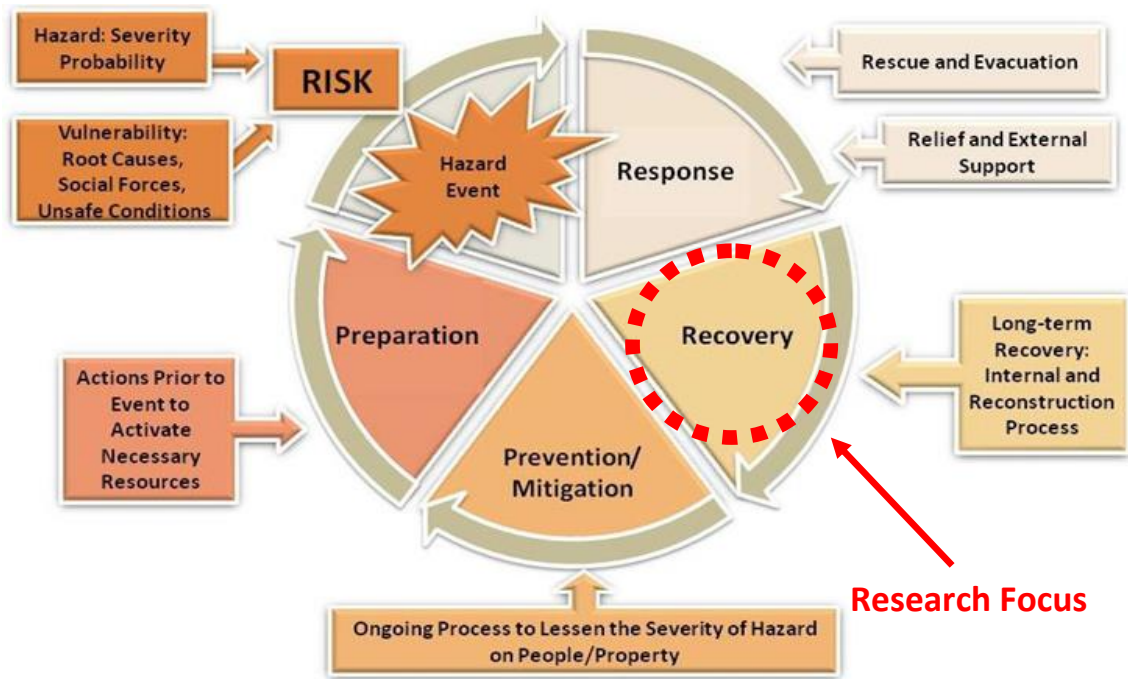 Hazard: Severity
Probability
RISK
Vulnerability:
Root Causes,
Social Forces,
Unsafe Conditions
Hazard
Event
Response
Rescue and Evacuation
Relief and External
Support
Preparation
Recovery
Long-term
Recovery:
Internal and
Reconstruction
Process
Actions Prior to
Event to
Activate
Necessary
Resources
Prevention/
Mitigation
Research Focus
Ongoing Process to Lessen the Severity of Hazard
on People/Property